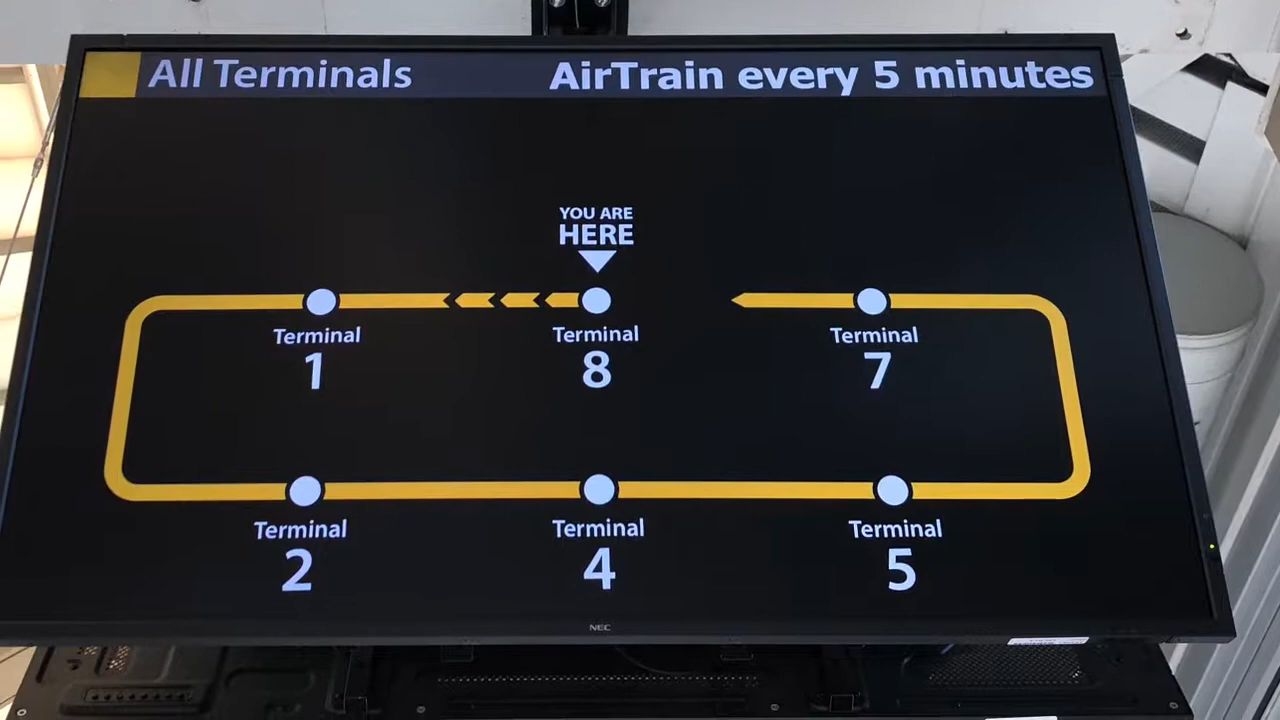 All Terminals
AirTrain every 5 minutes
YOU ARE
HERE
Terminal
1
Terminal
8
Terminal
7
Terminal
2
Terminal
4
Terminal
5
NEC